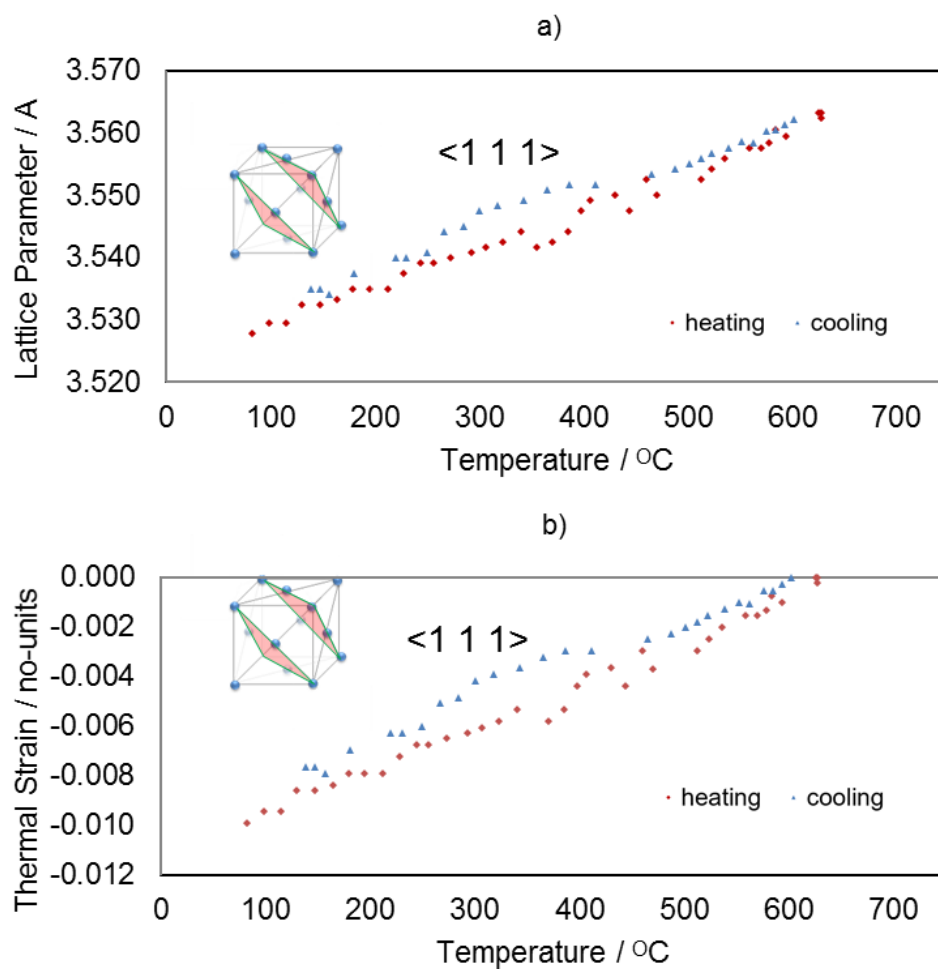 a)
3.570
3.560
3.550
3.540
3.530
3.520
Lattice Parameter / A
<1 1 1>
heating cooling
0 100 200 300 400 500 600 700
Temperature / ᴼC
b)
0.000
-0.002
-0.004
-0.006
-0.008
-0.010
-0.012
Thermal Strain / no-units
<1 1 1>
heating cooling
0 100 200 300 400 500 600 700
Temperature / ᴼC